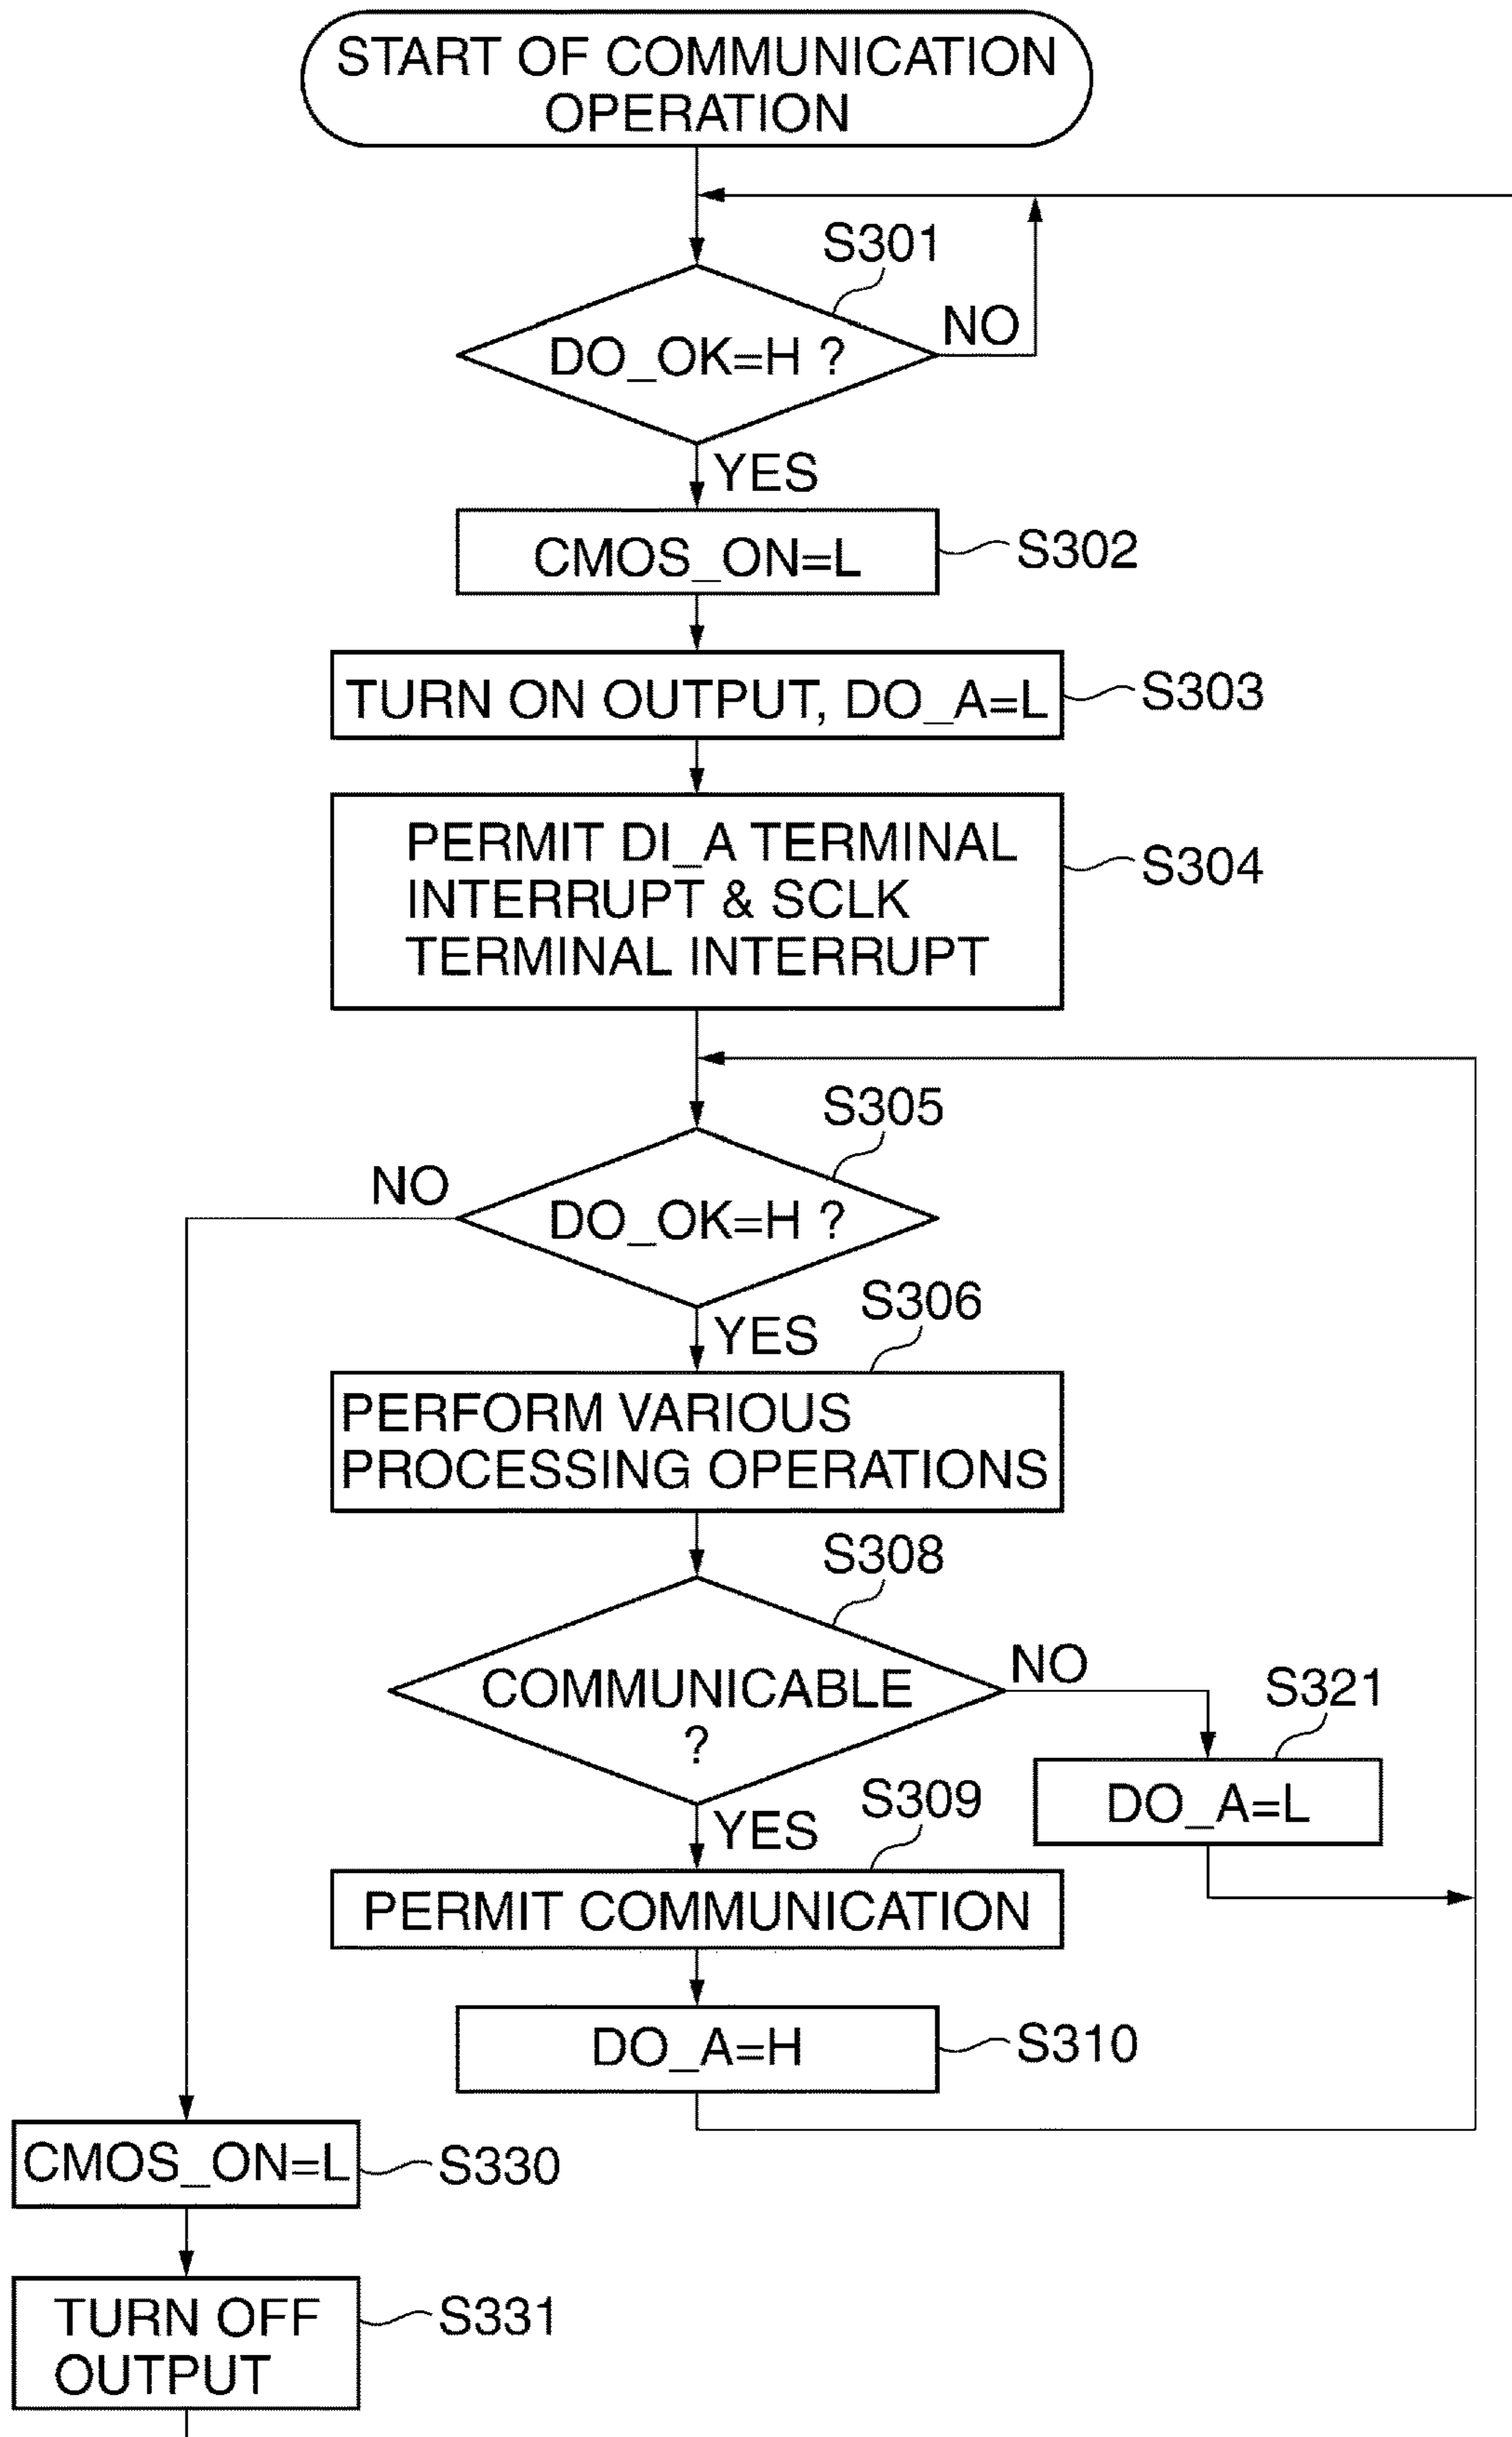 START OF COMMUNICATION
OPERATION
S301
DO_OK=H ?
NO
YES
CMOS_ON=L
S302
TURN ON OUTPUT, DO_A=L
S303
PERMIT DI_A TERMINAL
INTERRUPT & SCLK
TERMINAL INTERRUPT
S304
S305
NO
DO_OK=H ?
YES
S306
PERFORM VARIOUS
PROCESSING OPERATIONS
S308
COMMUNICABLE
?
NO
S321
DO_A=L
YES
S309
PERMIT COMMUNICATION
DO_A=H
S310
CMOS_ON=L
S330
TURN OFF
OUTPUT
S331